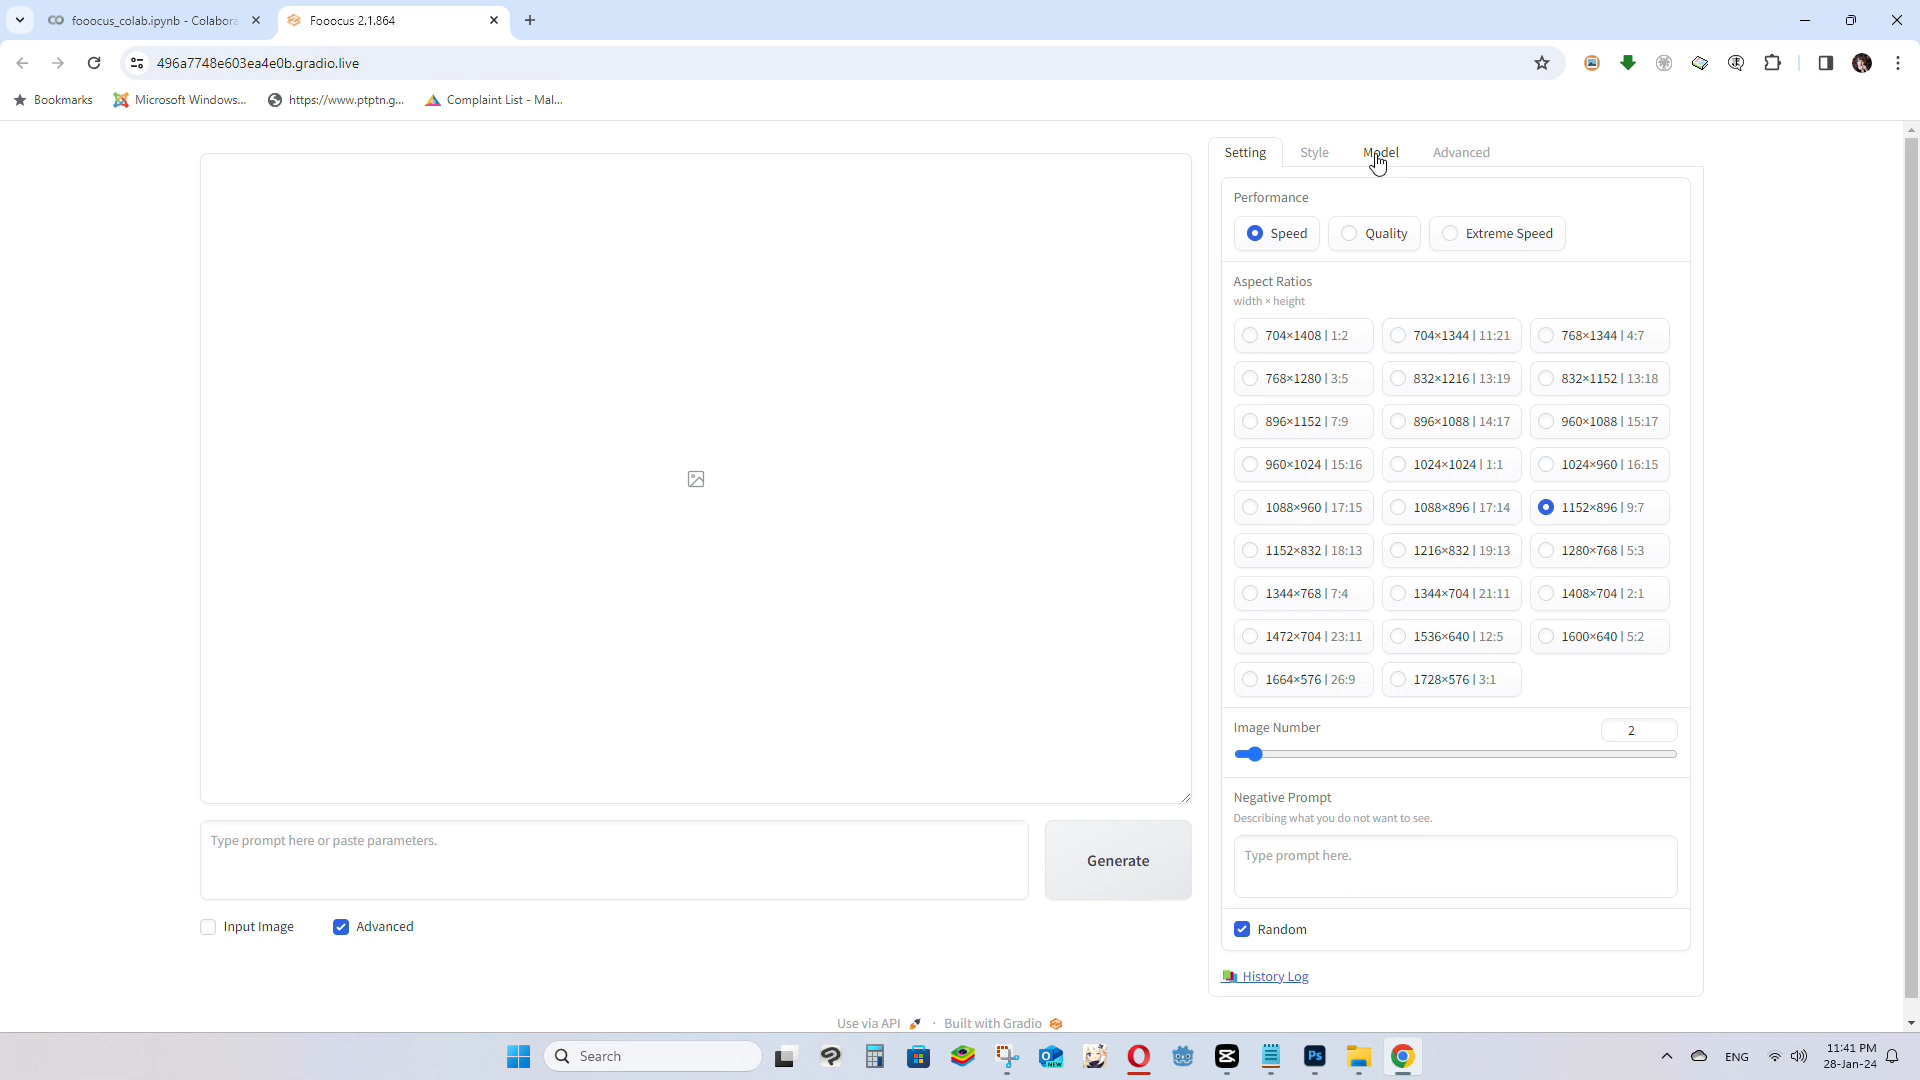 fooocus_colab.ipynb - Colabora
Fooocus 2.1.864
496a7748e603ea4e0b.gradio.live
Bookmarks
Microsoft Windows...
https://www.ptptn.g...
Complaint List - Mal...
Setting
Style
Model
Advanced
Performance
Speed
Quality
Extreme Speed
Aspect Ratios
width × height
704×1408 | 1:2
704×1344 | 11:21
768×1344 | 4:7
768×1280 | 3:5
832×1216 | 13:19
832×1152 | 13:18
896×1152 | 7:9
896×1088 | 14:17
960×1088 | 15:17
960×1024 | 15:16
1024×1024 | 1:1
1024×960 | 16:15
1088×960 | 17:15
1088×896 | 17:14
1152×896 | 9:7
1152×832 | 18:13
1216×832 | 19:13
1280×768 | 5:3
1344×768 | 7:4
1344×704 | 21:11
1408×704 | 2:1
1472×704 | 23:11
1536×640 | 12:5
1600×640 | 5:2
1664×576 | 26:9
1728×576 | 3:1
Image Number
2
Negative Prompt
Describing what you do not want to see.
Type prompt here.
Random
History Log
Type prompt here or paste parameters.
Generate
Input Image
Advanced
Use via API
·
Built with Gradio
Search
ENG
11:41 PM
28-Jan-24